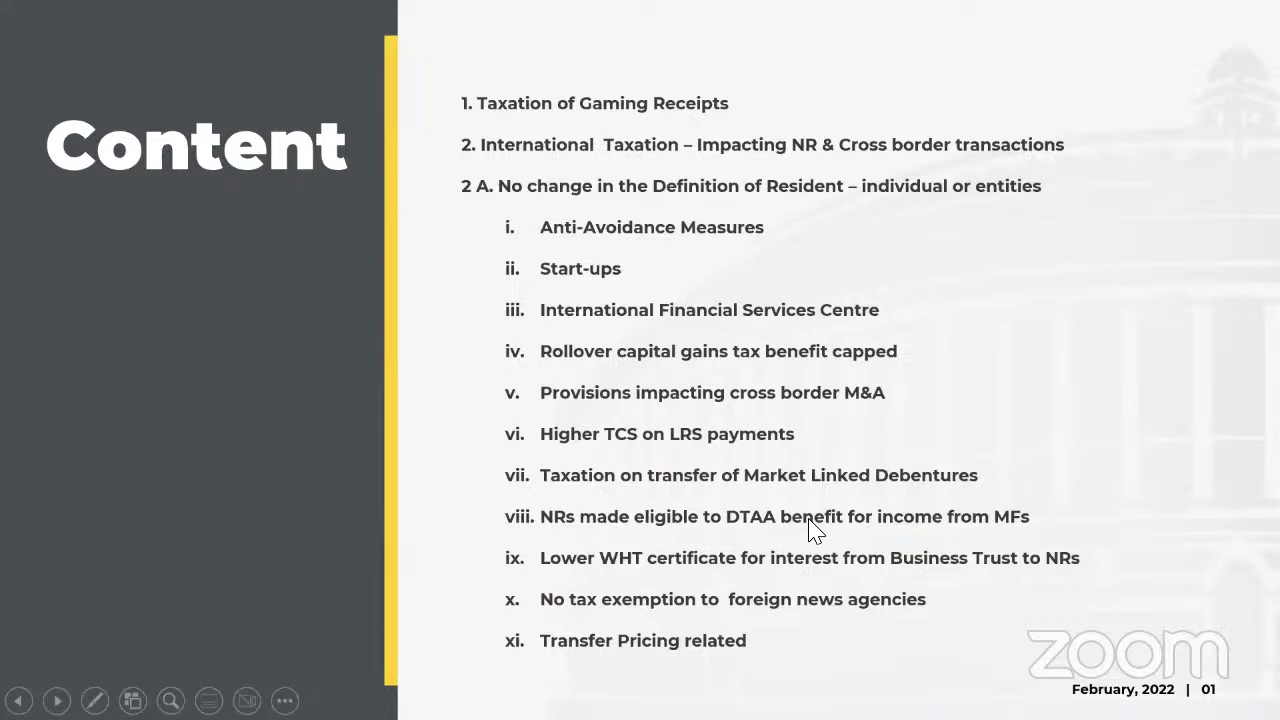 Content
1. Taxation of Gaming Receipts
2. International  Taxation – Impacting NR & Cross border transactions
2 A. No change in the Definition of Resident – individual or entities
i. Anti-Avoidance Measures
ii. Start-ups
iii. International Financial Services Centre
iv. Rollover capital gains tax benefit capped
v. Provisions impacting cross border M&A
vi. Higher TCS on LRS payments
vii. Taxation on transfer of Market Linked Debentures
viii. NRs made eligible to DTAA benefit for income from MFs
ix. Lower WHT certificate for interest from Business Trust to NRs
x. No tax exemption to  foreign news agencies
xi. Transfer Pricing related
zoom
February, 2022 | 01